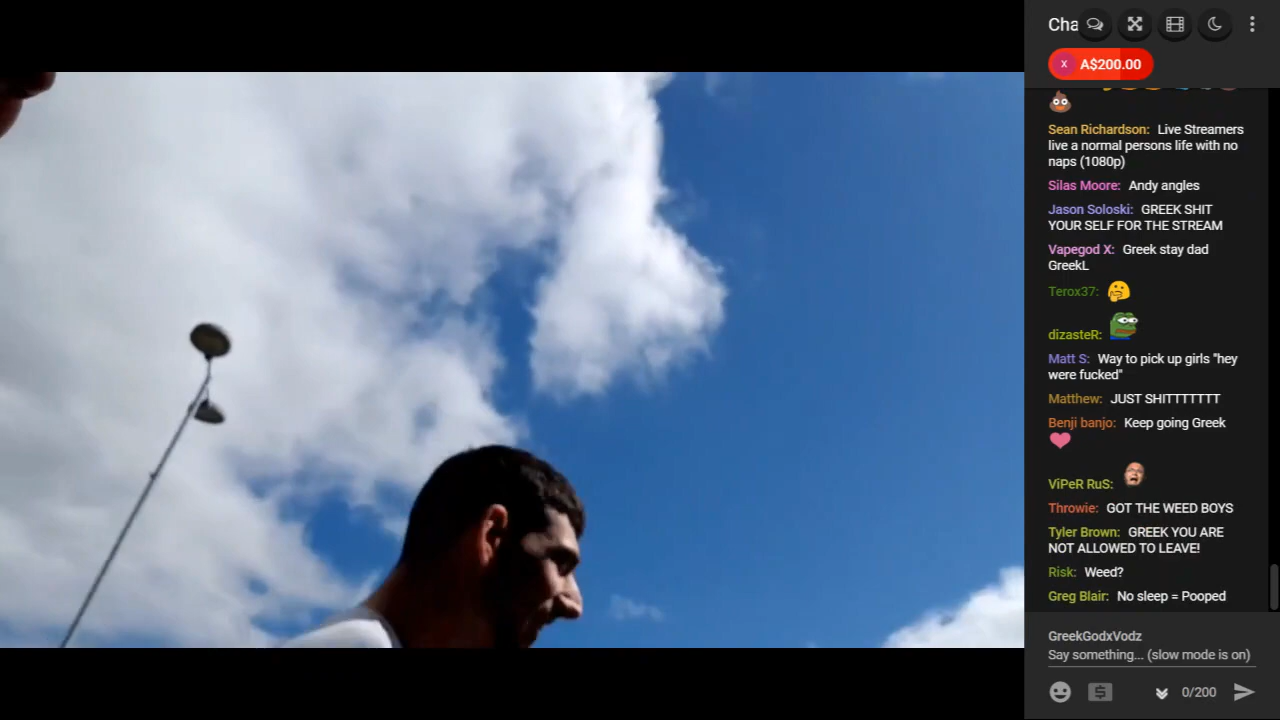 Cha
X A$200.00
Sean Richardson: Live Streamers
live a normal persons life with no
naps (1080p)
Silas Moore: Andy angles
Jason Soloski: GREEK SHIT
YOUR SELF FOR THE STREAM
Vapegod X: Greek stay dad
GreekL
Terox37:
dizasteR:
Matt S: Way to pick up girls "hey
were fucked"
Matthew: JUST SHITTTTTTT
Benji banjo: Keep going Greek
ViPeR RuS:
Throwie: GOT THE WEED BOYS
Tyler Brown: GREEK YOU ARE
NOT ALLOWED TO LEAVE!
Risk: Weed?
Greg Blair: No sleep = Pooped
GreekGodxVodz
Say something... (slow mode is on)
0/200